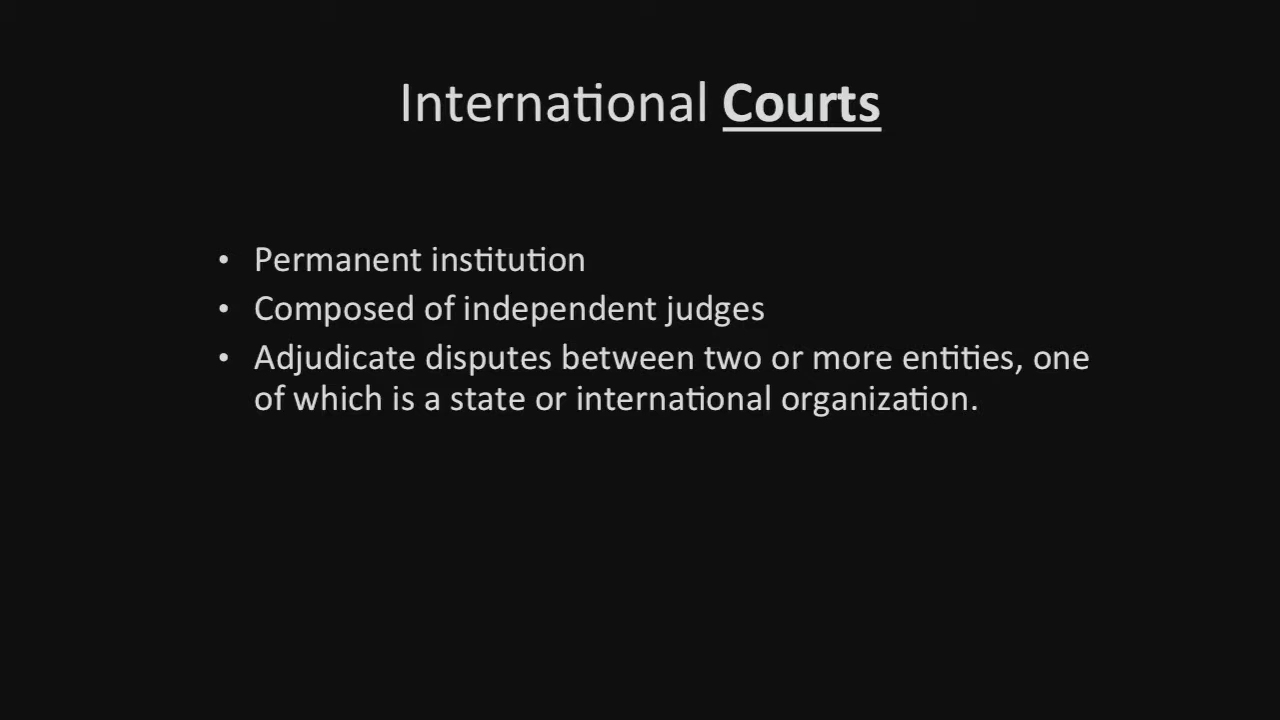 International Courts
• Permanent institution
• Composed of independent judges
• Adjudicate disputes between two or more entities, one
of which is a state or international organization.